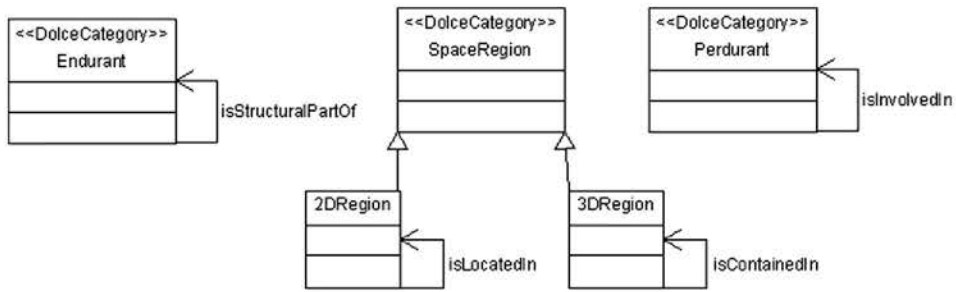 <<DolceCategory>>
Endurant
isStructuralPartOf
<<DolceCategory>>
SpaceRegion
<<DolceCategory>>
Perdurant
isInvolvedIn
2DRegion
isLocatedIn
3DRegion
isContainedIn